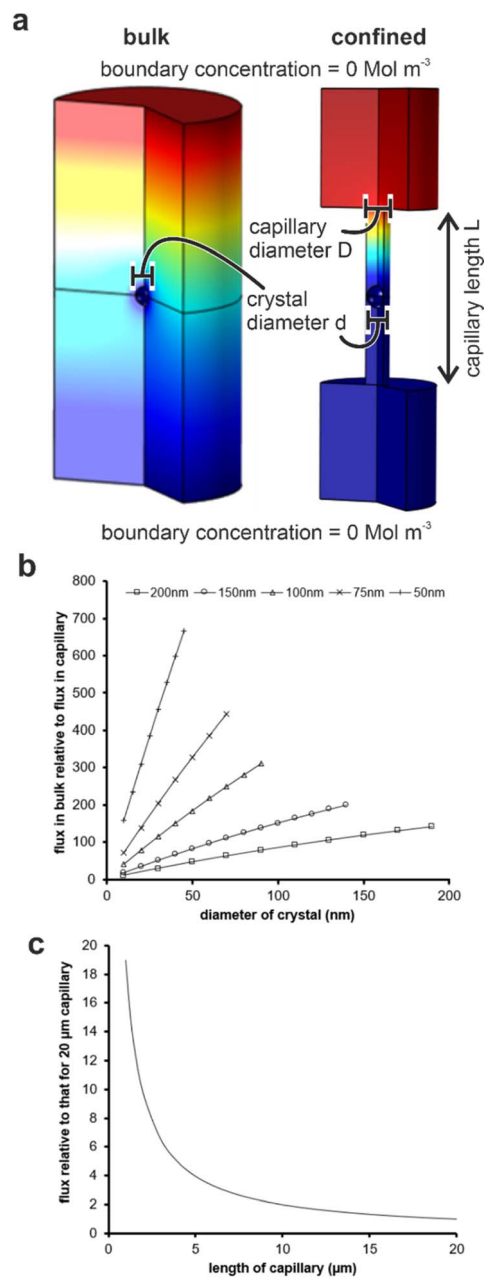 a
bulk confined
boundary concentration = 0 Mol m-3
capillary
diameter D
crystal
diameter d
capillary length L
boundary concentration = 0 Mol m-3
b
800
700
600
500
400
300
200
100
0
200nm 150nm 100nm 75nm 50nm
flux in bulk relative to flux in capillary
0 50 100 150 200
diameter of crystal (nm)
c
20
18
16
14
12
10
8
6
4
2
0
flux relative to that for 20 µm capillary
0 5 10 15 20
length of capillary (µm)